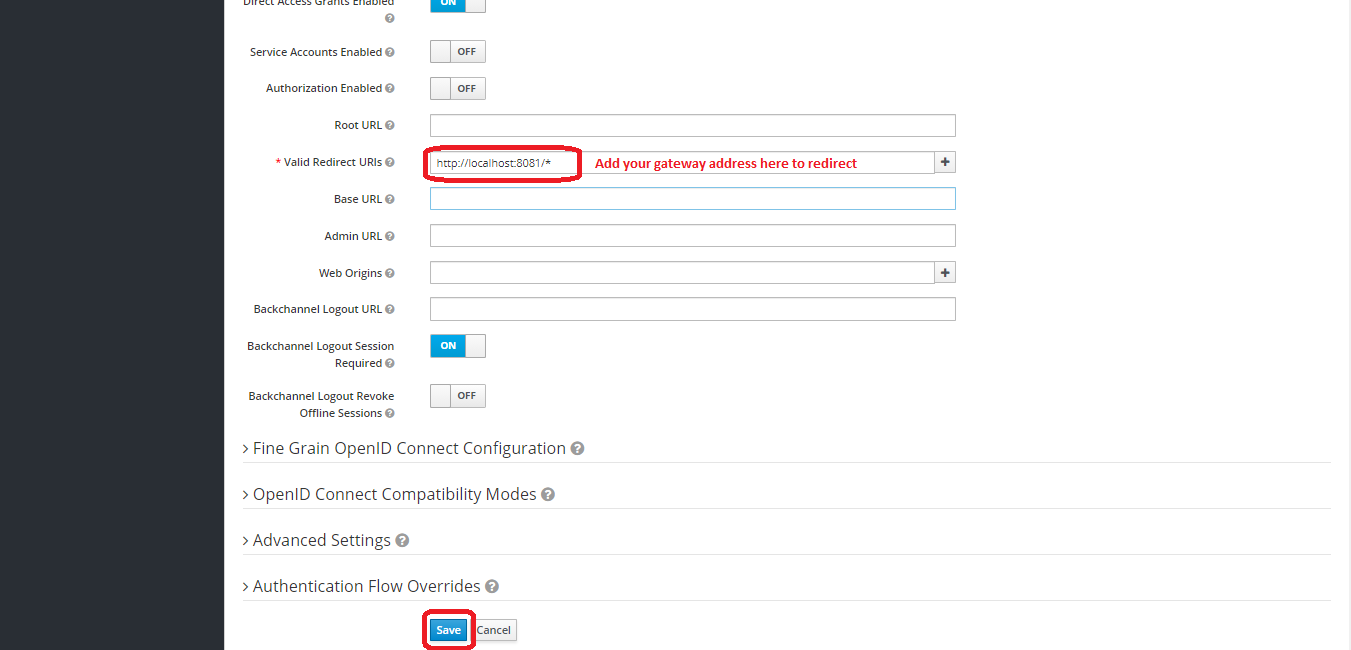 Direct Access Grants Enabled
ON
Service Accounts Enabled
OFF
Authorization Enabled
OFF
Root URL
* Valid Redirect URIs
http://localhost:8081/*
Add your gateway address here to redirect
+
Base URL
Admin URL
Web Origins
+
Backchannel Logout URL
Backchannel Logout Session
Required
ON
Backchannel Logout Revoke
Offline Sessions
OFF
Fine Grain OpenID Connect Configuration
OpenID Connect Compatibility Modes
Advanced Settings
Authentication Flow Overrides
Save
Cancel